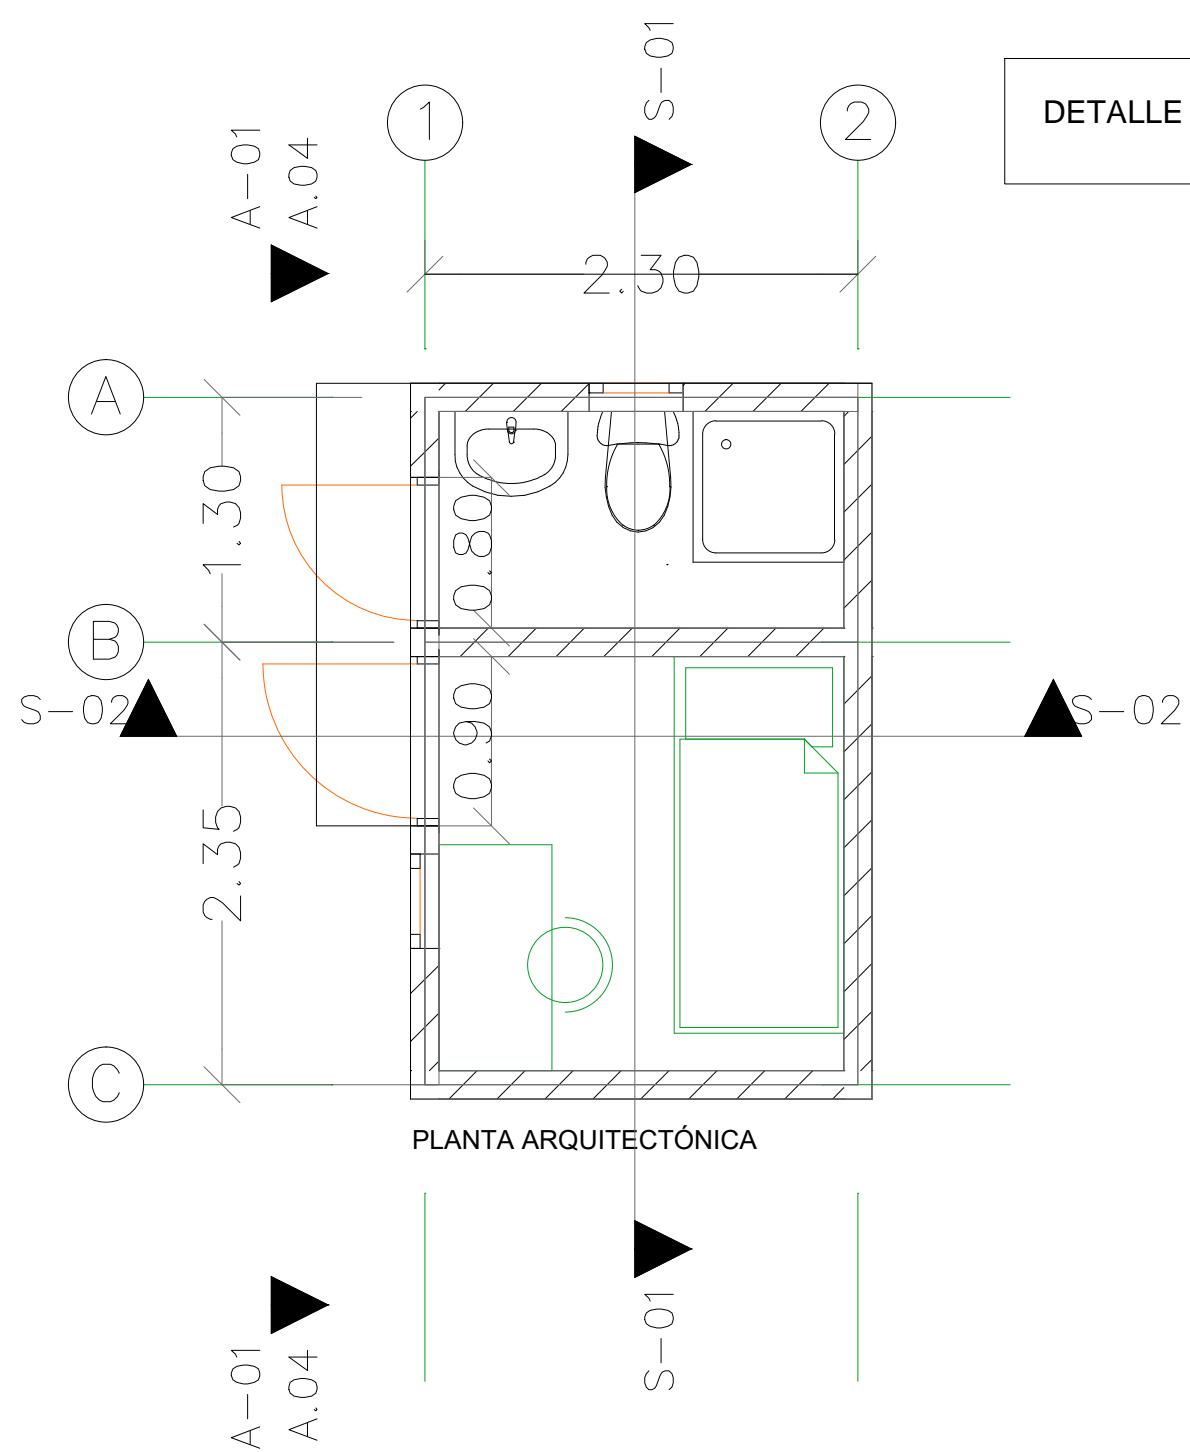 S-01
DETALLE
1
2
A-01
A.04
2.30
A
1.30
0.80
B
S-02
S-02
0.90
2.35
C
PLANTA ARQUITECTÓNICA
S-01
A-01
A.04